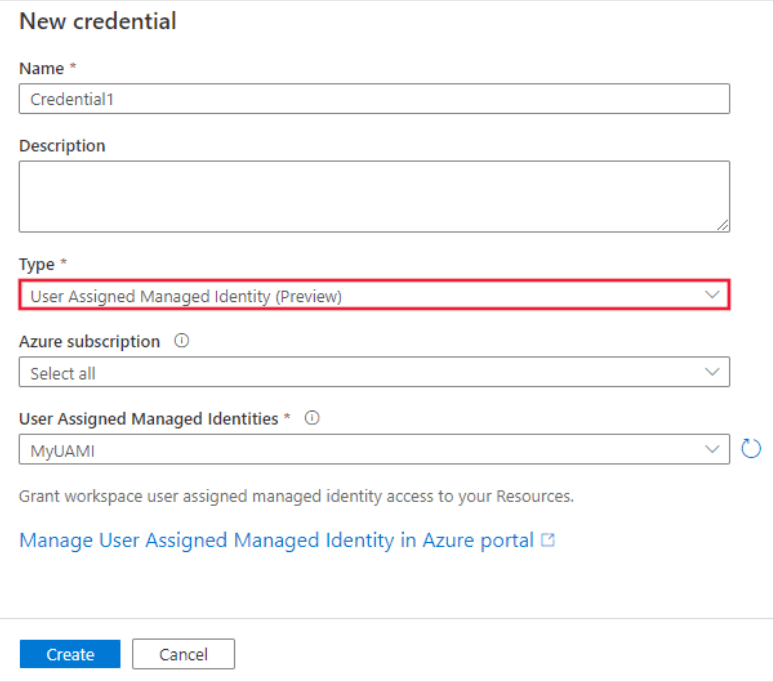 New credential
Name *
Credential1
Description
Type *
User Assigned Managed Identity (Preview)
Azure subscription
Select all
User Assigned Managed Identities *
MyUAMI
Grant workspace user assigned managed identity access to your Resources.
Manage User Assigned Managed Identity in Azure portal
Create
Cancel